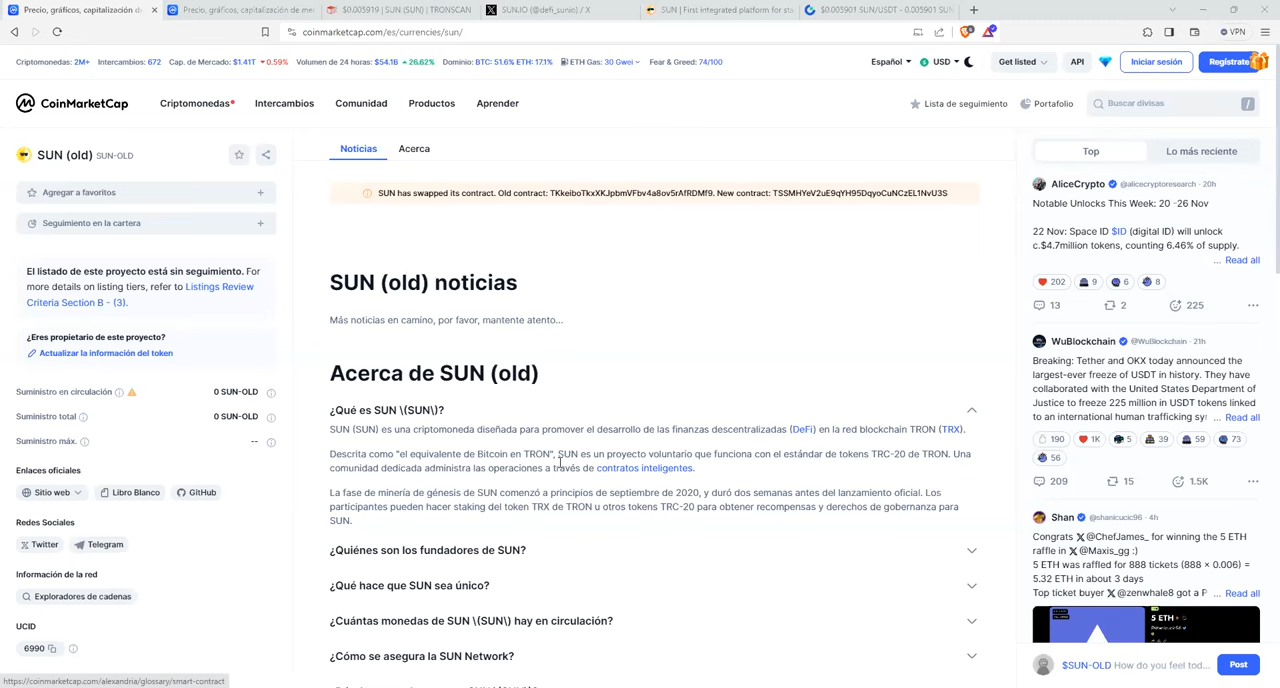 Precio, gráficos, capitalización d
Precio, gráficos, capitalización de me
$0.005919 | SUN (SUN) | TRONSCAN
SUN.IO (@defi_sunio) / X
SUN | First integrated platform for sta
$0.005901 SUN/USDT - 0.005901 SUN
coinmarketcap.com/es/currencies/sun/
VPN
Criptomonedas: 2M+ Intercambios: 672 Cap. de Mercado: $1.41T 0.59% Volumen de 24 horas: $54.1B 26.62% Dominio: BTC: 51.6% ETH: 17.1% ETH Gas: 30 Gwei Fear & Greed: 74/100
Español USD Get listed API Iniciar sesión Regístrate
CoinMarketCap Criptomonedas Intercambios Comunidad Productos Aprender
Lista de seguimiento Portafolio Buscar divisas /
SUN (old) SUN-OLD
Agregar a favoritos +
Seguimiento en la cartera +
El listado de este proyecto está sin seguimiento. For
more details on listing tiers, refer to Listings Review
Criteria Section B - (3).
¿Eres propietario de este proyecto?
Actualizar la información del token
Suministro en circulación 0 SUN-OLD
Suministro total 0 SUN-OLD
Suministro máx. --
Enlaces oficiales
Sitio web Libro Blanco GitHub
Redes Sociales
Twitter Telegram
Información de la red
Exploradores de cadenas
UCID
6990
https://coinmarketcap.com/alexandria/glossary/smart-contract
Noticias Acerca
SUN has swapped its contract. Old contract: TKkeiboTkxXKJpbmVFbv4a8ov5rAfRDMf9. New contract: TSSMHYeV2uE9qYH95DqyoCuNCzEL1NvU3S
SUN (old) noticias
Más noticias en camino, por favor, mantente atento...
Acerca de SUN (old)
¿Qué es SUN \(SUN\)?
SUN (SUN) es una criptomoneda diseñada para promover el desarrollo de las finanzas descentralizadas (DeFi) en la red blockchain TRON (TRX).
Descrita como "el equivalente de Bitcoin en TRON", SUN es un proyecto voluntario que funciona con el estándar de tokens TRC-20 de TRON. Una
comunidad dedicada administra las operaciones a través de contratos inteligentes.
La fase de minería de génesis de SUN comenzó a principios de septiembre de 2020, y duró dos semanas antes del lanzamiento oficial. Los
participantes pueden hacer staking del token TRX de TRON u otros tokens TRC-20 para obtener recompensas y derechos de gobernanza para
SUN.
¿Quiénes son los fundadores de SUN?
¿Qué hace que SUN sea único?
¿Cuántas monedas de SUN \(SUN\) hay en circulación?
¿Cómo se asegura la SUN Network?
Top Lo más reciente
AliceCrypto @alicecryptoresearch · 20h
Notable Unlocks This Week: 20 -26 Nov
22 Nov: Space ID $ID (digital ID) will unlock
c.$4.7million tokens, counting 6.46% of supply.
... Read all
202 9 6 8
13 2 225
WuBlockchain @WuBlockchain · 21h
Breaking: Tether and OKX today announced the
largest-ever freeze of USDT in history. They have
collaborated with the United States Department of
Justice to freeze 225 million in USDT tokens linked
to an international human trafficking sy ... Read all
190 1K 5 39 59 73
56
209 15 1.5K
Shan @shanicucic96 · 4h
Congrats @ChefJames_ for winning the 5 ETH
raffle in @Maxis_gg :)
5 ETH was raffled for 888 tickets (888 × 0.006) =
5.32 ETH in about 3 days
Top ticket buyer @zenwhale8 got a P ... Read all
5 ETH
$SUN-OLD How do you feel tod... Post